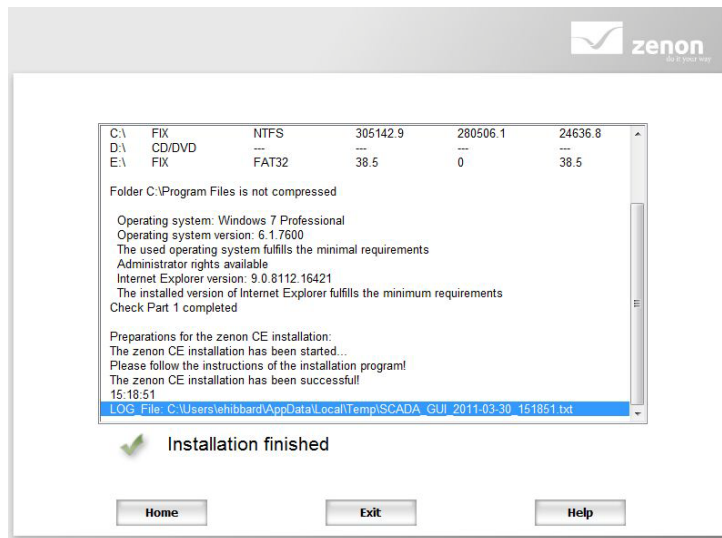 zenon
do it your way
C:\ FIX NTFS 305142.9 280506.1 24636.8
D:\ CD/DVD --- --- --- ---
E:\ FIX FAT32 38.5 0 38.5
Folder C:\Program Files is not compressed
Operating system: Windows 7 Professional
Operating system version: 6.1.7600
The used operating system fulfills the minimal requirements
Administrator rights available
Internet Explorer version: 9.0.8112.16421
The installed version of Internet Explorer fulfills the minimum requirements
Check Part 1 completed
Preparations for the zenon CE installation:
The zenon CE installation has been started...
Please follow the instructions of the installation program!
The zenon CE installation has been successful!
15:18:51
LOG_File: C:\Users\ehibbard\AppData\Local\Temp\SCADA_GUI_2011-03-30_151851.txt
Installation finished
Home Exit Help